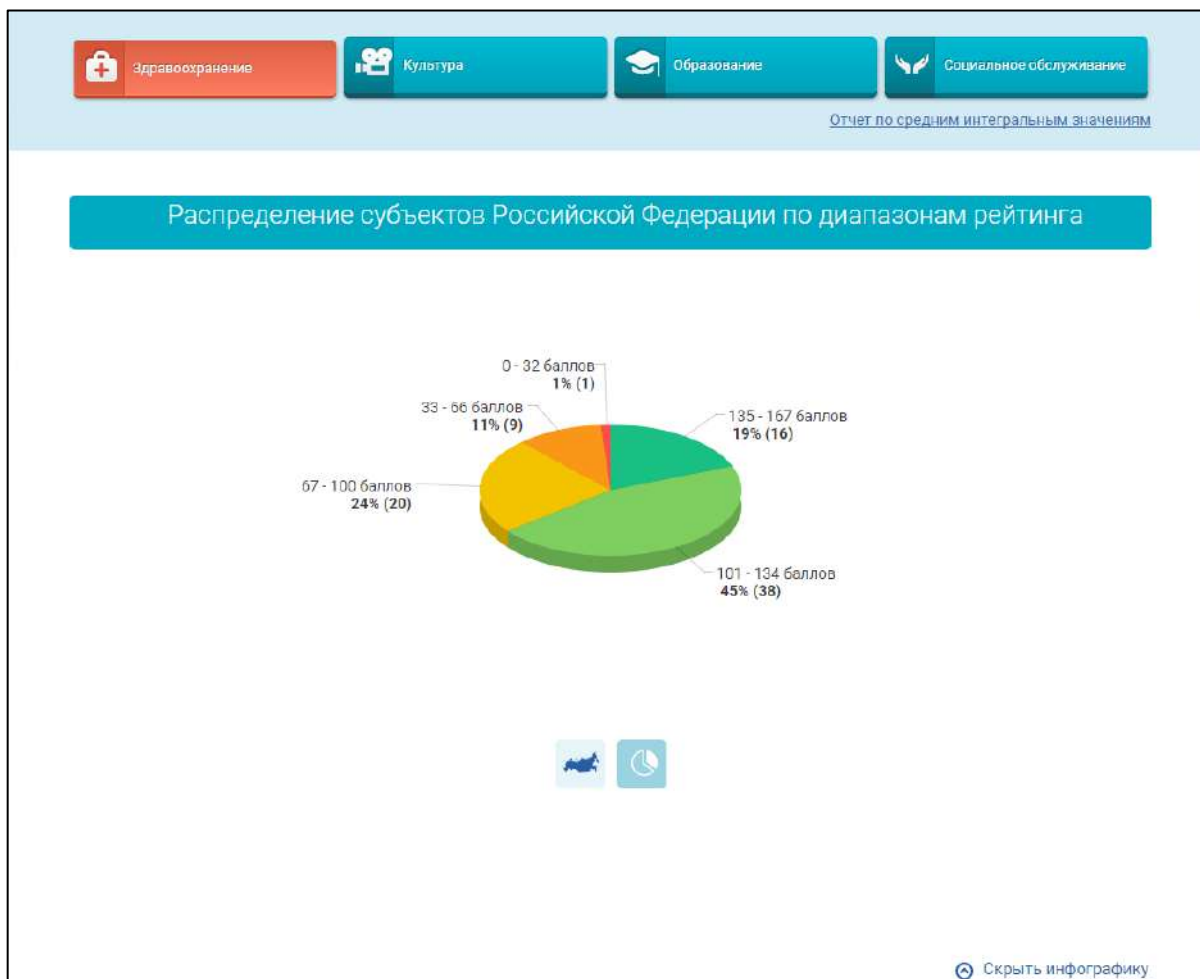 Здравоохранение
Культура
Образование
Социальное обслуживание
Отчет по средним интегральным значениям
Распределение субъектов Российской Федерации по диапазонам рейтинга
0 - 32 баллов
1% (1)
33 - 66 баллов
11% (9)
135 - 167 баллов
19% (16)
67 - 100 баллов
24% (20)
101 - 134 баллов
45% (38)
Скрыть инфографику